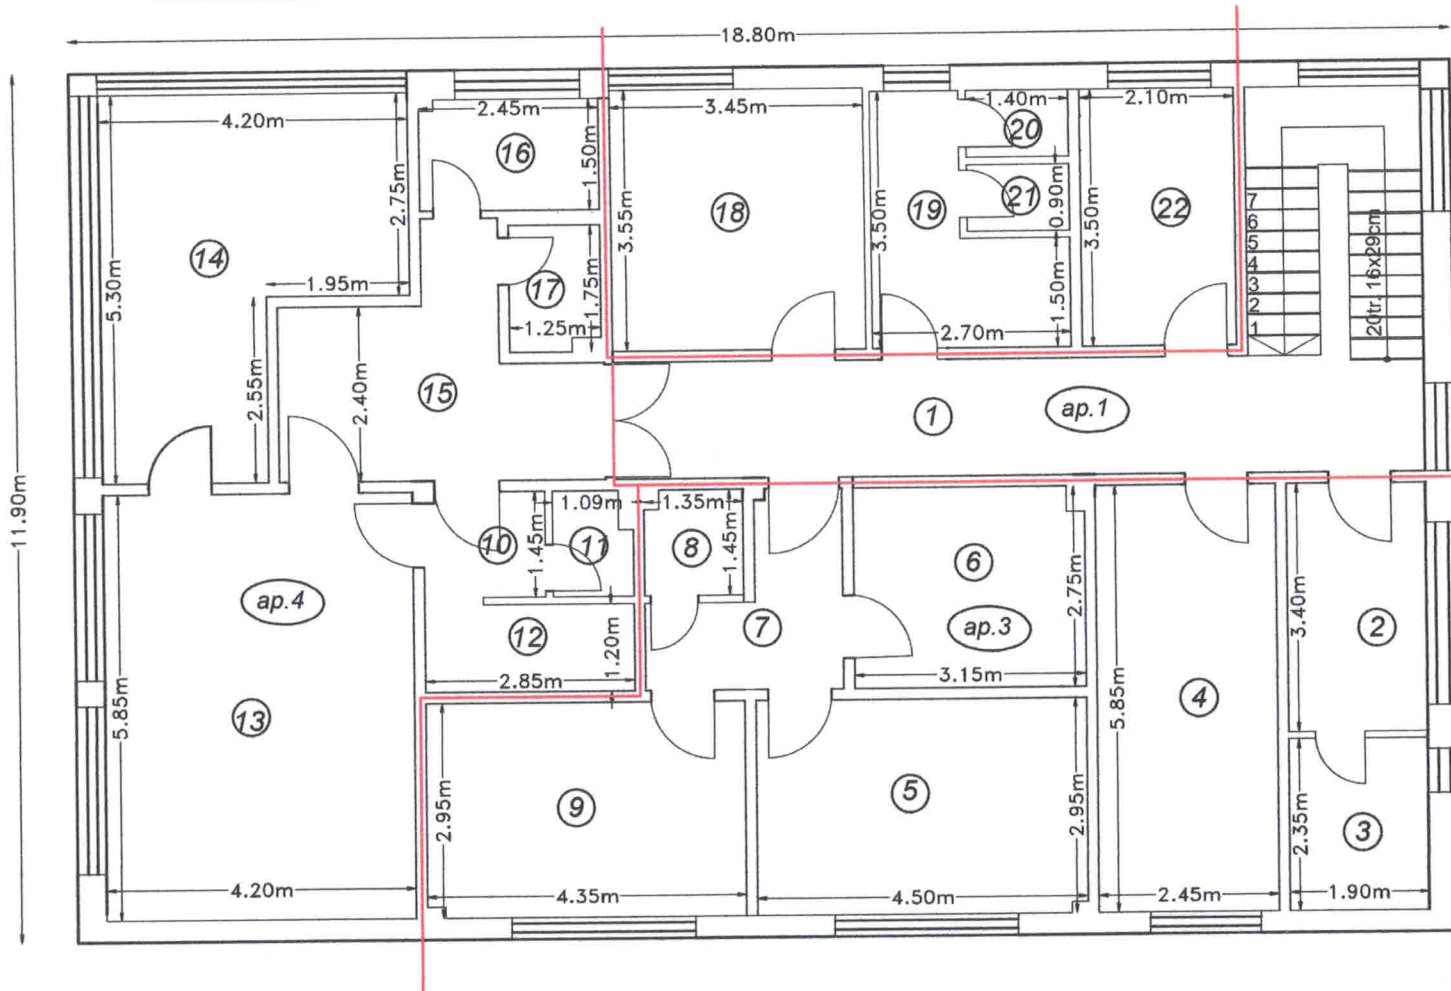 18.80m
11.90m
4.20m
2.45m
3.45m
1.40m
2.10m
20
16
1.50m
2.75m
3.55m
18
3.50m
19
21
0.90m
3.50m
22
7
6
5
4
3
2
1
20tr. 16x29cm
14
5.30m
1.95m
17
1.75m
1.25m
2.70m
1.50m
2.55m
2.40m
15
1
ap.1
1.09m
1.35m
10
1.45m
11
8
1.45m
6
2.75m
ap.4
12
1.20m
7
ap.3
3.40m
2
2.85m
3.15m
5.85m
13
5.85m
4
2.95m
9
5
2.95m
2.35m
3
4.20m
4.35m
4.50m
2.45m
1.90m